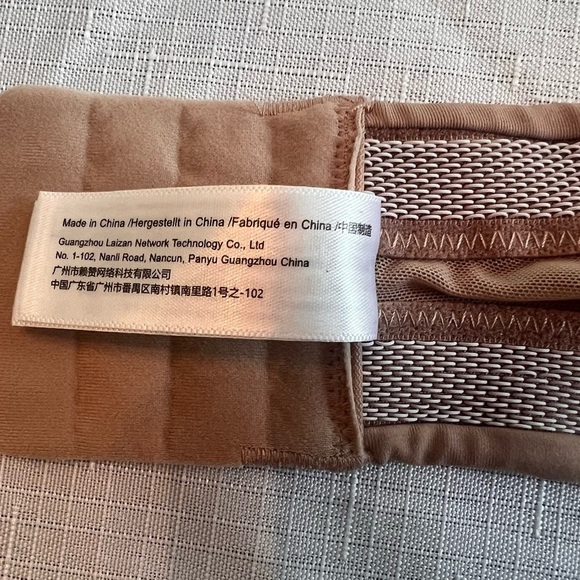 Made in China /Hergestellt in China /Fabriqué en China /中国制造
Guangzhou Laizan Network Technology Co., Ltd
No. 1-102, Nanli Road, Nancun, Panyu Guangzhou China
广州市赖赞网络科技有限公司
中国广东省广州市番禺区南村镇南里路1号之-102